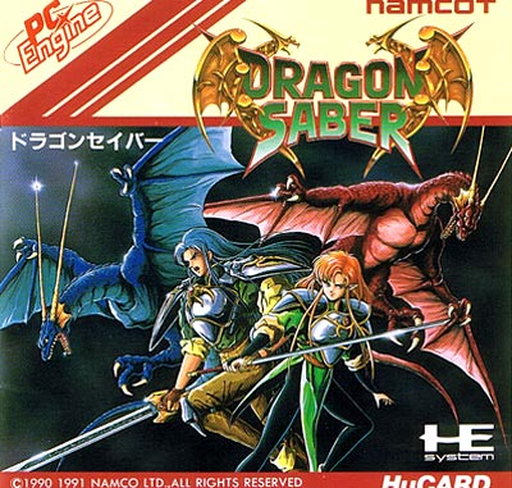 PC
Engine
namcot
DRAGON
SABER
ドラゴンセイバー
HE
system
©1990 1991 NAMCO LTD.,ALL RIGHTS RESERVED
HuCARD